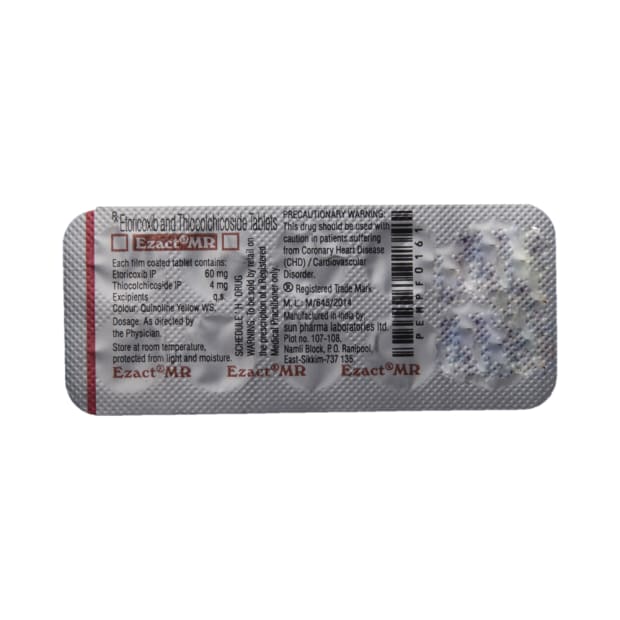 Rx Etoricoxib and Thiocolchicoside Tablets
Ezact®MR
Each film coated tablet contains:
Etoricoxib IP 60 mg
Thiocolchicoside IP 4 mg
Excipients q.s.
Colour: Quinoline Yellow WS.
Dosage: As directed by
the Physician.
Store at room temperature,
protected from light and moisture.
SCHEDULE 'H' DRUG
WARNING: To be sold by retail on
the prescription of a Registered
Medical Practitioner only.
PRECAUTIONARY WARNING:
This drug should be used with
caution in patients suffering
from Coronary Heart Disease
(CHD) / Cardiovascular
Disorder.
® Registered Trade Mark
M. L.: M/645/2014
Manufactured in India by:
sun pharma laboratories ltd.
Plot no. 107-108,
Namli Block, P.O. Ranipool,
East-Sikkim-737 135.
PEMPF0161
Ezact®MR
Ezact®MR
Ezact®MR